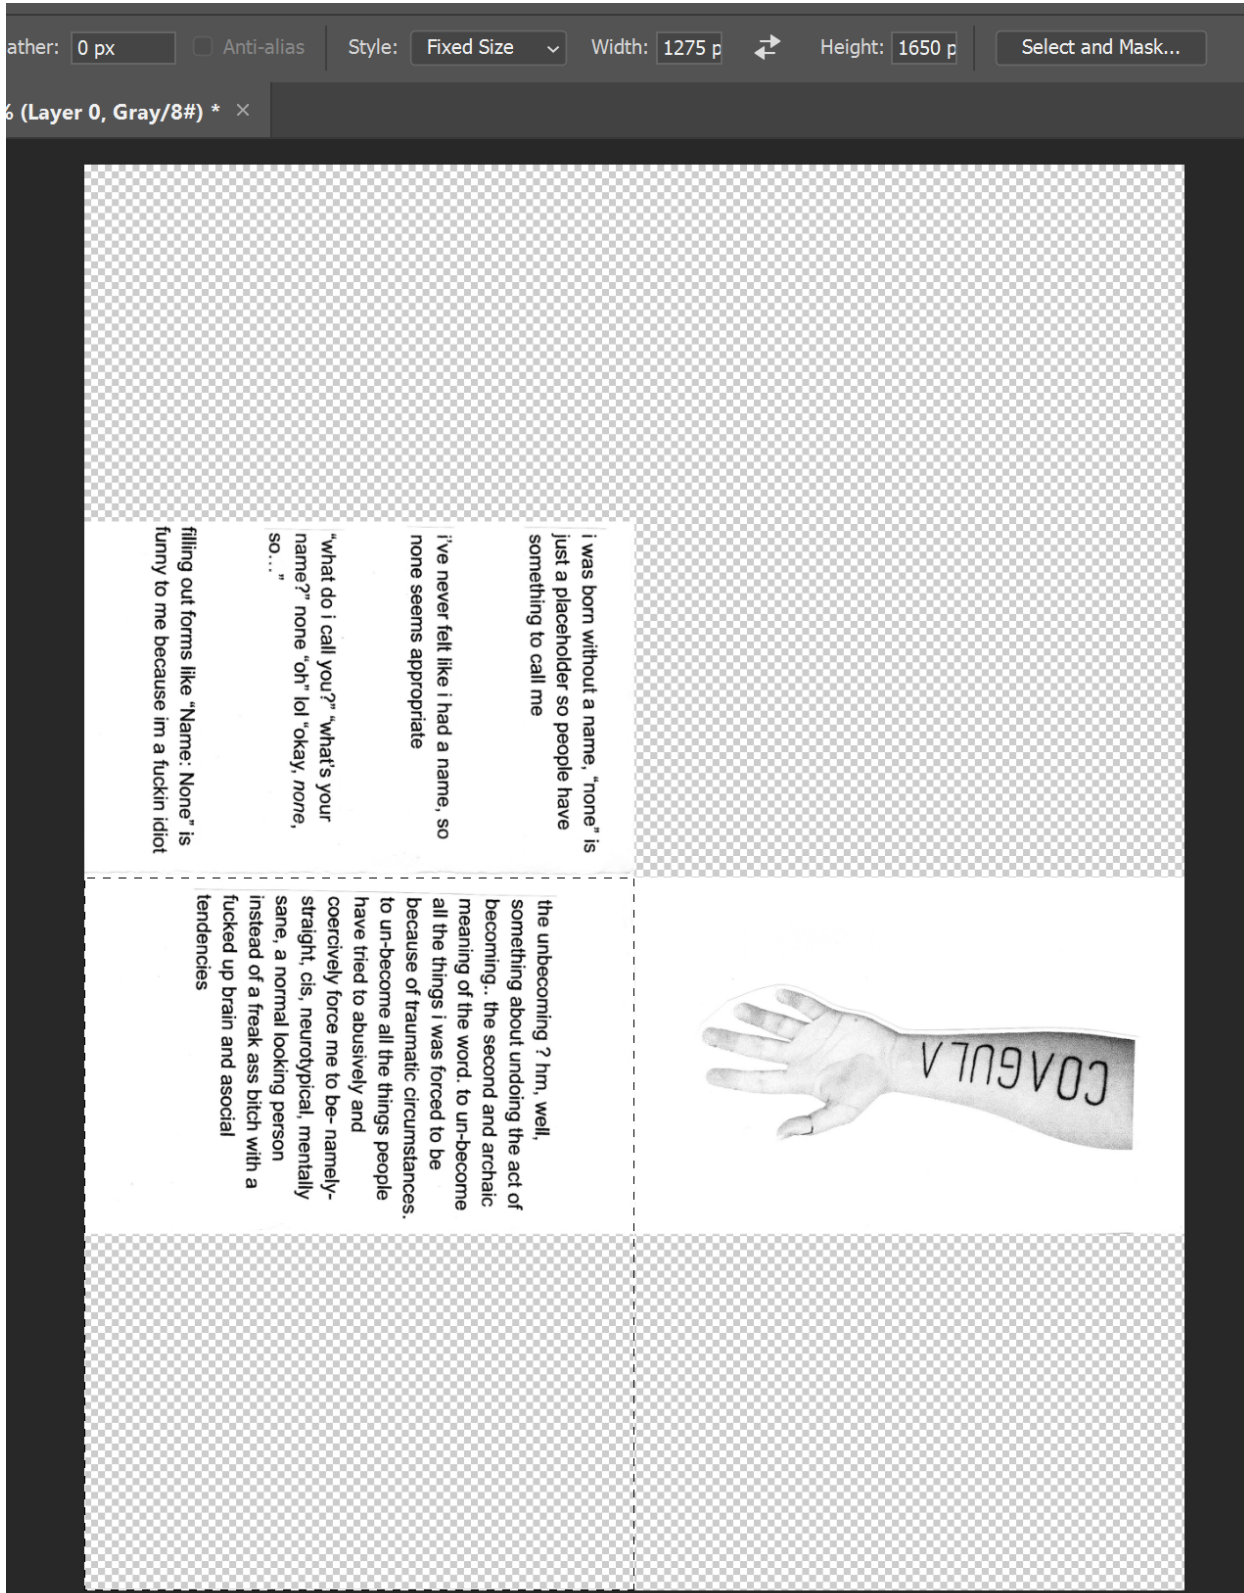 ather: 0 px Anti-alias Style: Fixed Size Width: 1275 p Height: 1650 p Select and Mask...
% (Layer 0, Gray/8#) * ×
i was born without a name, “none” is
just a placeholder so people have
something to call me
i've never felt like i had a name, so
none seems appropriate
“what do i call you?” “what's your
name?” none “oh” lol “okay, none,
so…”
filling out forms like “Name: None” is
funny to me because im a fuckin idiot
the unbecoming ? hm, well,
something about undoing the act of
becoming.. the second and archaic
meaning of the word. to un-become
all the things i was forced to be
because of traumatic circumstances.
to un-become all the things people
have tried to abusively and
coercively force me to be- namely-
straight, cis, neurotypical, mentally
sane, a normal looking person
instead of a freak ass bitch with a
fucked up brain and asocial
tendencies
COAGULA